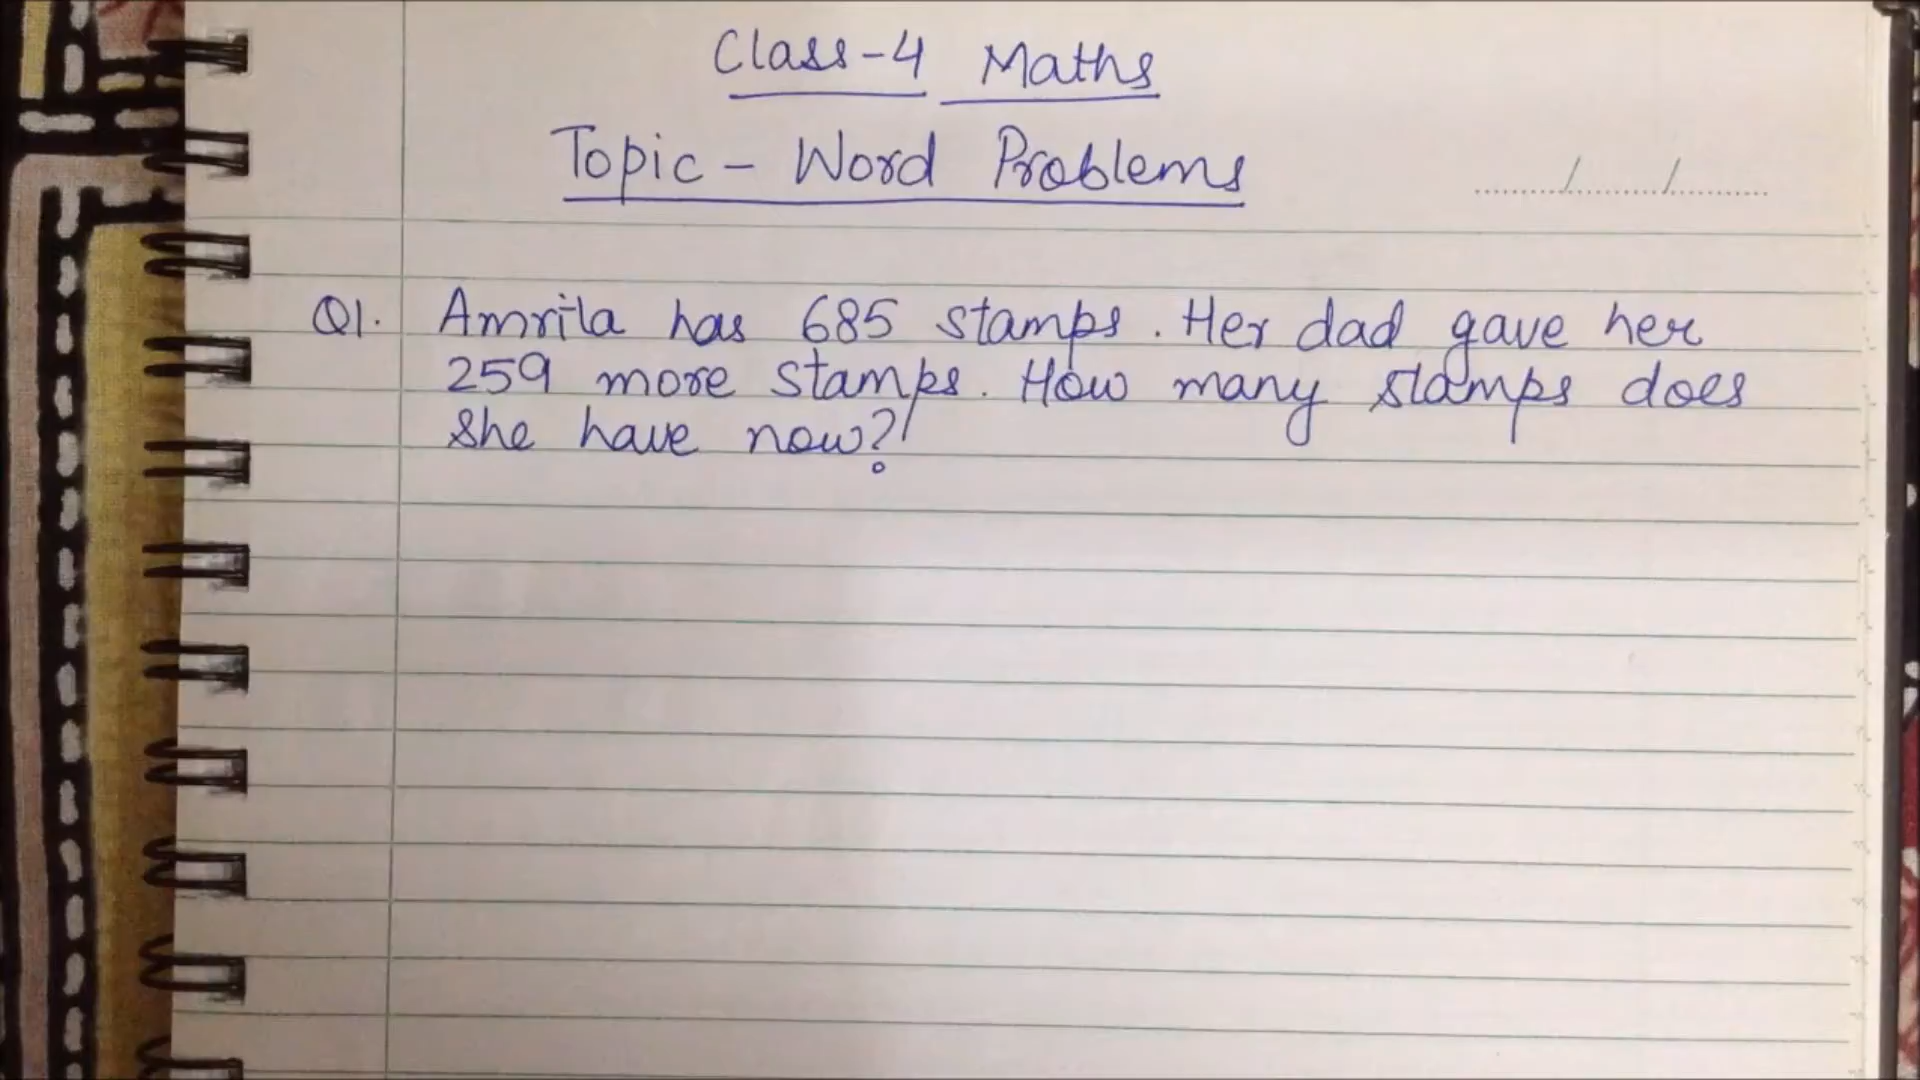 Class-4 Maths
Topic - Word Problems
........./........./.........
Q1. Amrita has 685 stamps. Her dad gave her
259 more stamps. How many stamps does
she have now?